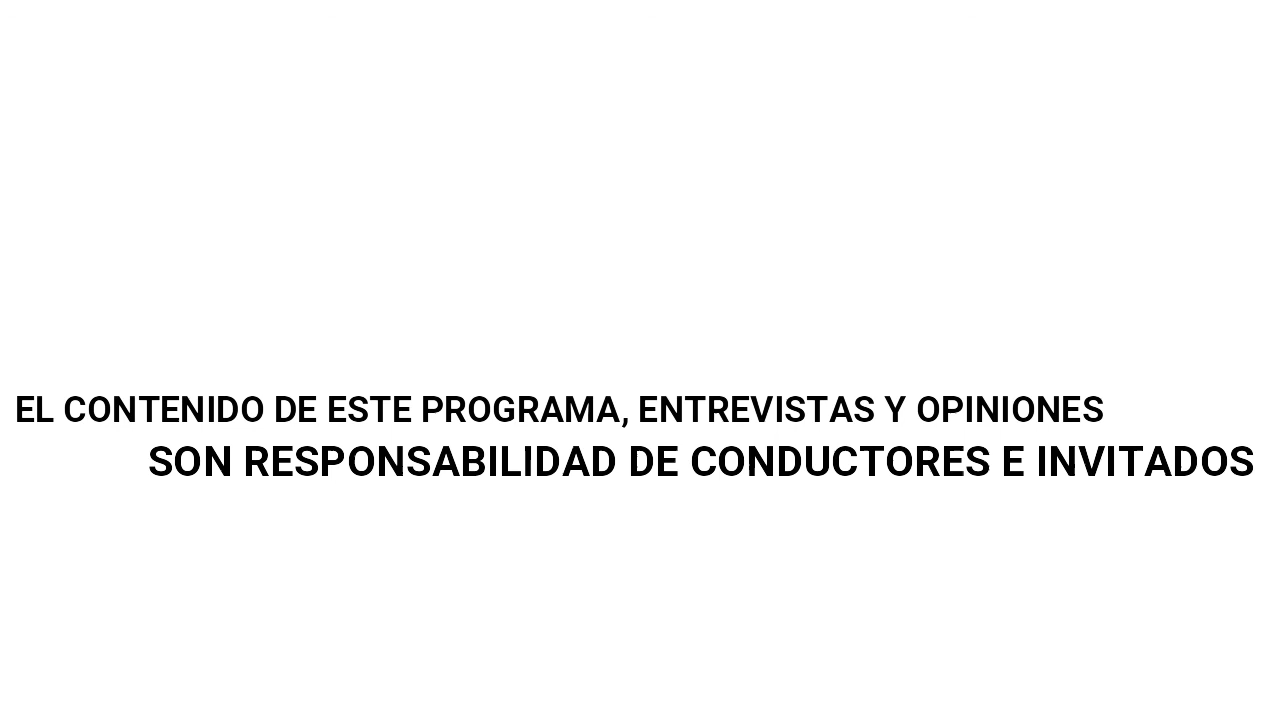 EL CONTENIDO DE ESTE PROGRAMA, ENTREVISTAS Y OPINIONES
SON RESPONSABILIDAD DE CONDUCTORES E INVITADOS